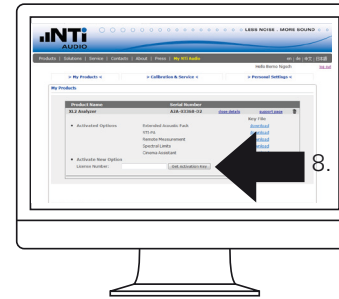 NTi
AUDIO
LESS NOISE . MORE SOUND
Products | Solutions | Service | Contacts | About | Press | My NTi Audio
Hello
» My Products « » Calibration & Service « » Personal Settings «
My Products
Product Name Serial Number
XL2 Analyzer show details support page
Key File
• Activated Options Extended Acoustic Pack download
download
Remote Measurement download
Spectral Limits download
Cinema Assistant
• Activate New Option
License Number: Get Activation Key
8.